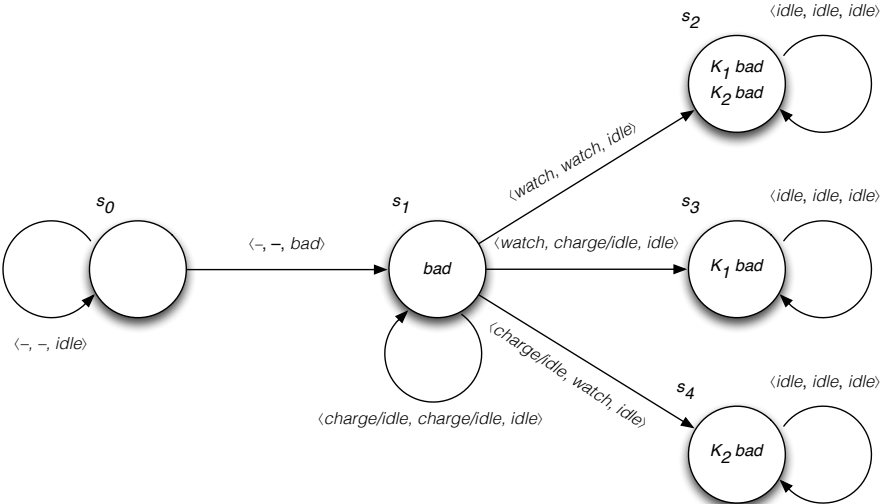 s0
⟨–, –, idle⟩
⟨–, –, bad⟩
s1
bad
⟨charge/idle, charge/idle, idle⟩
⟨watch, watch, idle⟩
⟨watch, charge/idle, idle⟩
⟨charge/idle, watch, idle⟩
s2
K1 bad
K2 bad
⟨idle, idle, idle⟩
s3
K1 bad
⟨idle, idle, idle⟩
s4
K2 bad
⟨idle, idle, idle⟩